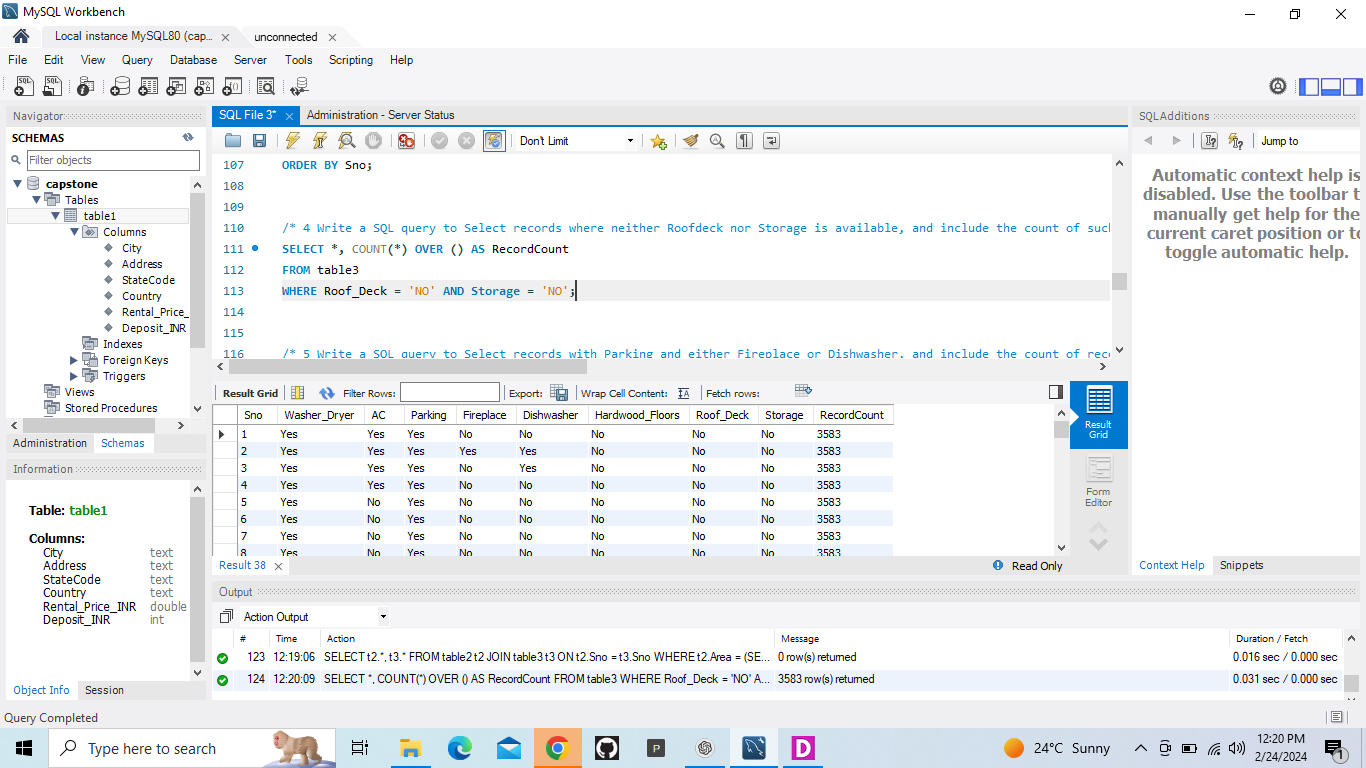 MySQL Workbench
Local instance MySQL80 (cap...
unconnected
File Edit View Query Database Server Tools Scripting Help
Navigator
SCHEMAS
Filter objects
capstone
Tables
table1
Columns
City
Address
StateCode
Country
Rental_Price_
Deposit_INR
Indexes
Foreign Keys
Triggers
Views
Stored Procedures
Administration Schemas
Information
Table: table1
Columns:
City text
Address text
StateCode text
Country text
Rental_Price_INR double
Deposit_INR int
Object Info Session
SQL File 3* Administration - Server Status
Don't Limit
107 ORDER BY Sno;
108
109
110 /* 4 Write a SQL query to Select records where neither Roofdeck nor Storage is available, and include the count of suc
111 SELECT *, COUNT(*) OVER () AS RecordCount
112 FROM table3
113 WHERE Roof_Deck = 'NO' AND Storage = 'NO';
114
115
116 /* 5 Write a SQL query to Select records with Parking and either Fireplace or Dishwasher, and include the count of rec
Result Grid Filter Rows: Export: Wrap Cell Content: Fetch rows:
Sno Washer_Dryer AC Parking Fireplace Dishwasher Hardwood_Floors Roof_Deck Storage RecordCount
1 Yes Yes Yes No No No No No 3583
2 Yes Yes Yes Yes Yes No No No 3583
3 Yes Yes Yes No Yes No No No 3583
4 Yes Yes Yes No No No No No 3583
5 Yes No Yes No No No No No 3583
6 Yes No Yes No No No No No 3583
7 Yes No Yes No No No No No 3583
8 Yes No Yes No No No No No 3583
Result Grid
Form Editor
Result 38
Read Only
SQLAdditions
Jump to
Automatic context help is
disabled. Use the toolbar t
manually get help for the
current caret position or to
toggle automatic help.
Context Help Snippets
Output
Action Output
# Time Action Message Duration / Fetch
123 12:19:06 SELECT t2.*, t3.* FROM table2 t2 JOIN table3 t3 ON t2.Sno = t3.Sno WHERE t2.Area = (SE... 0 row(s) returned 0.016 sec / 0.000 sec
124 12:20:09 SELECT *, COUNT(*) OVER () AS RecordCount FROM table3 WHERE Roof_Deck = 'NO' A... 3583 row(s) returned 0.031 sec / 0.000 sec
Query Completed
Type here to search
24°C Sunny
12:20 PM
2/24/2024
1